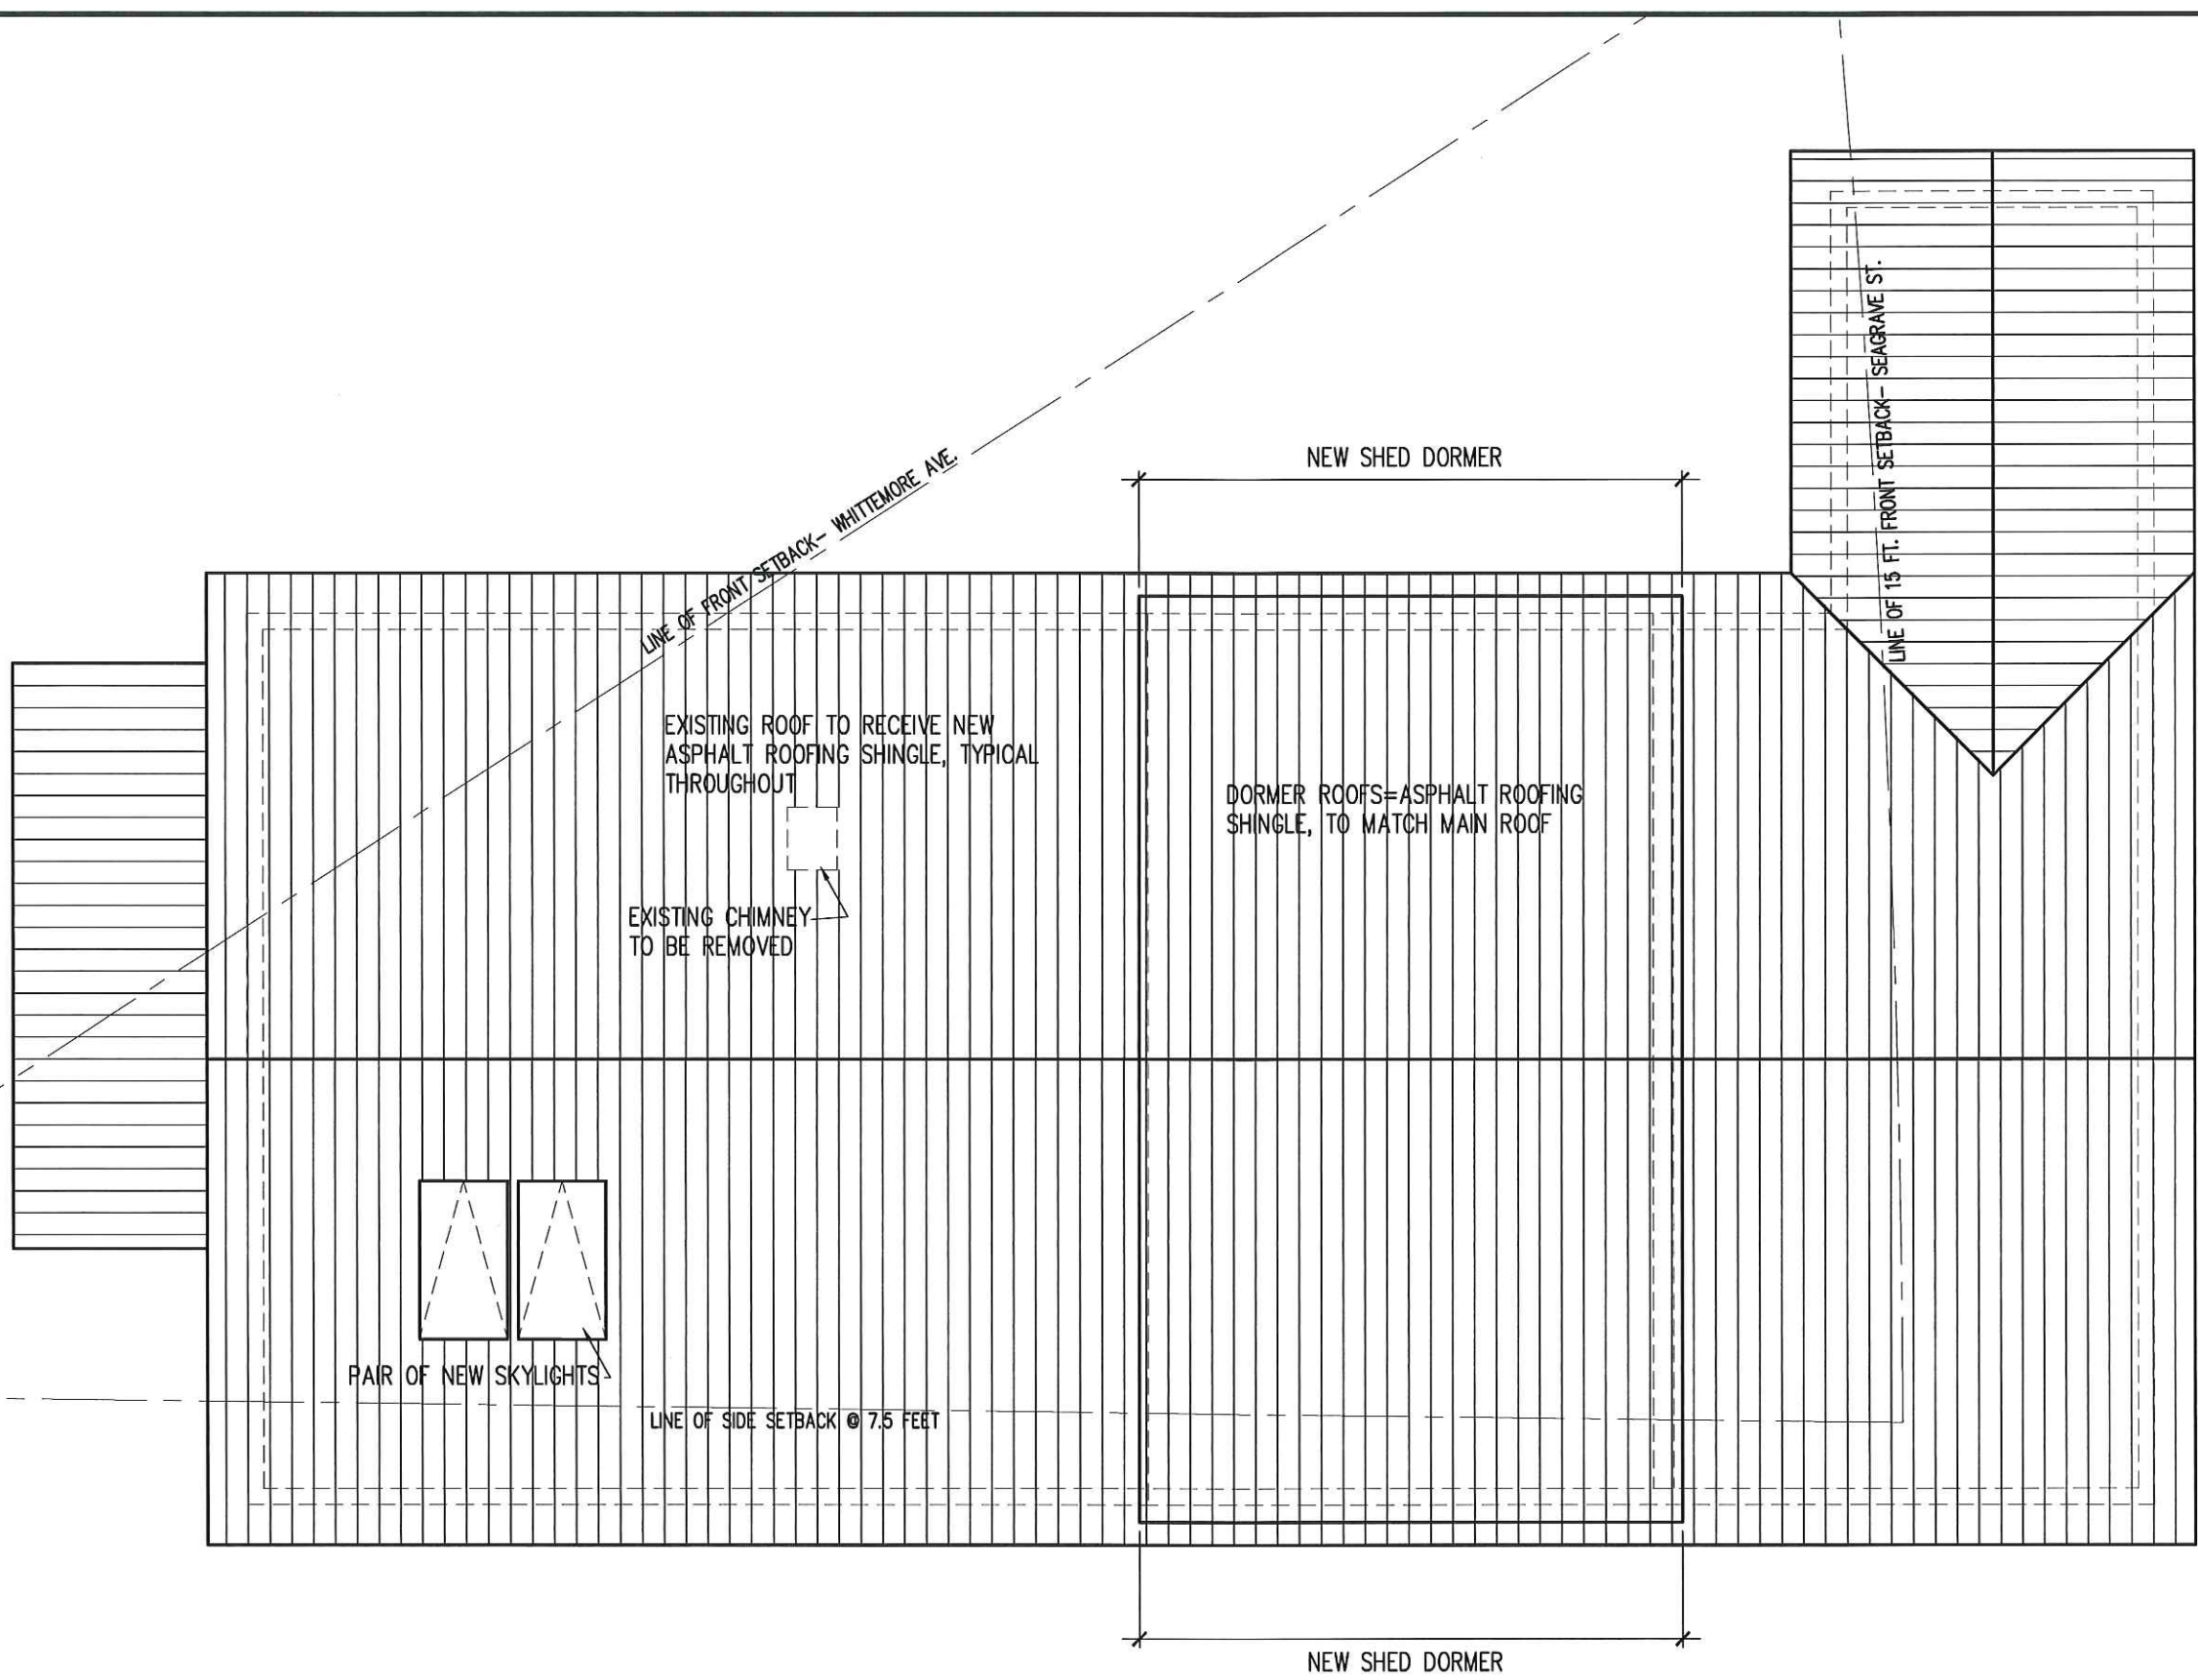 NEW SHED DORMER
LINE OF FRONT SETBACK- WHITTEMORE AVE.
LINE OF 15 FT. FRONT SETBACK- SEAGRAVE ST.
EXISTING ROOF TO RECEIVE NEW
ASPHALT ROOFING SHINGLE, TYPICAL
THROUGHOUT
DORMER ROOFS=ASPHALT ROOFING
SHINGLE, TO MATCH MAIN ROOF
EXISTING CHIMNEY
TO BE REMOVED
PAIR OF NEW SKYLIGHTS
LINE OF SIDE SETBACK @ 7.5 FEET
NEW SHED DORMER